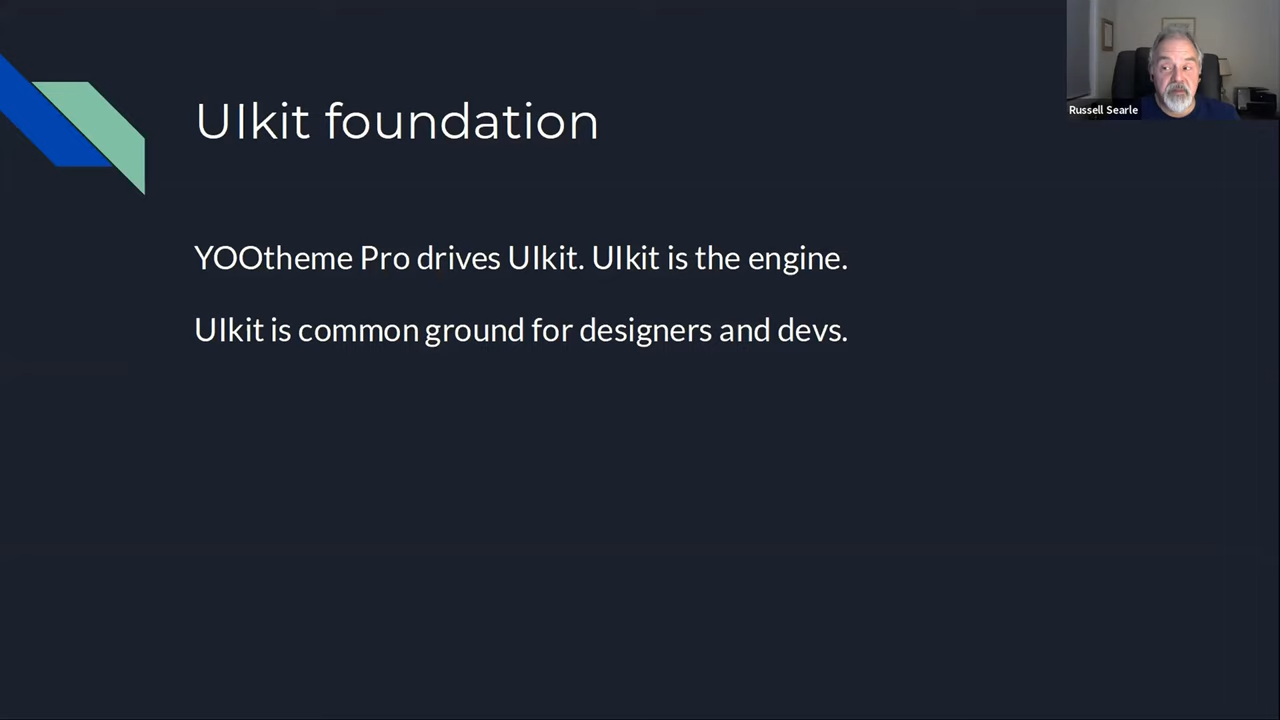 UIkit foundation
YOOtheme Pro drives UIkit. UIkit is the engine.
UIkit is common ground for designers and devs.
Russell Searle